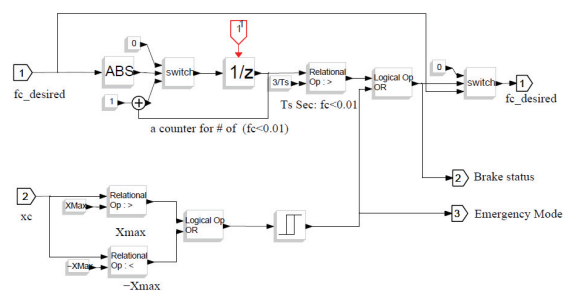 1
0
0
1
fc_desired
ABS
switch
1/z
3/Ts
Relational
Op : >
Logical Op
OR
switch
1
fc_desired
1
Ts Sec: fc<0.01
a counter for # of (fc<0.01)
2
Brake status
2
xc
XMax
Relational
Op : >
Xmax
Logical Op
OR
3
Emergency Mode
−XMax
Relational
Op : <
−Xmax